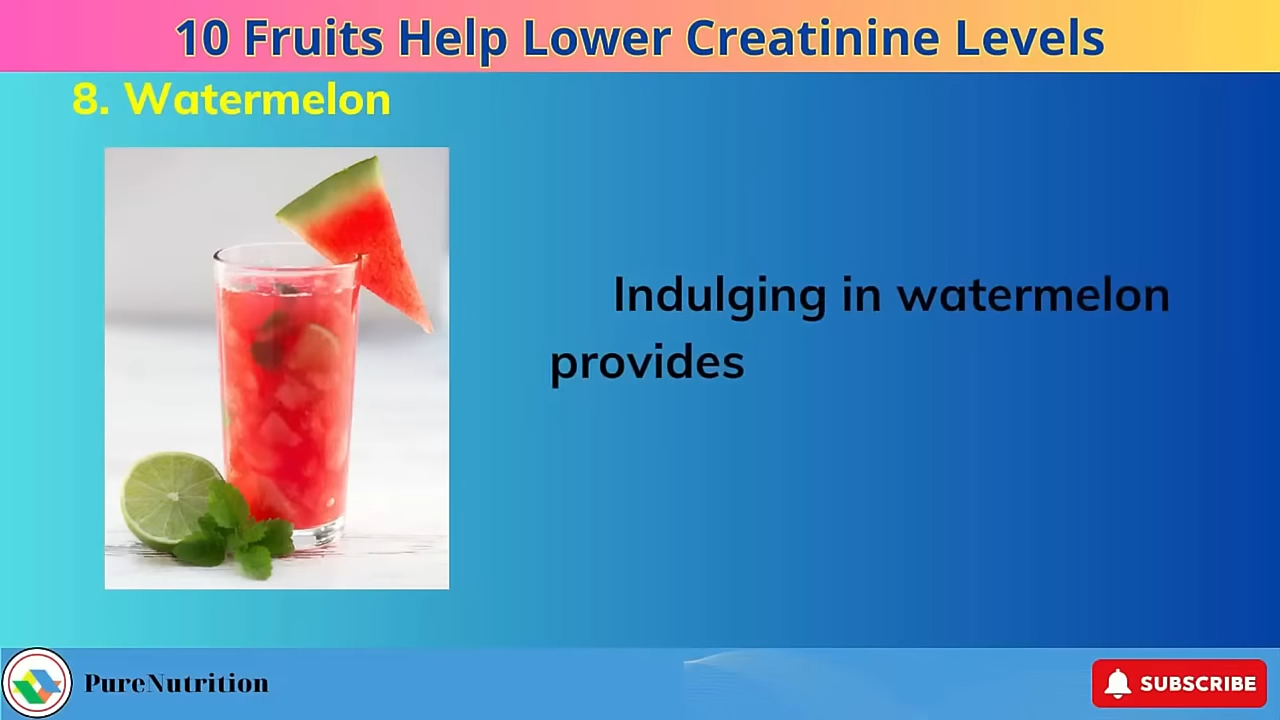 10 Fruits Help Lower Creatinine Levels
8. Watermelon
Indulging in watermelon
provides
PureNutrition
SUBSCRIBE